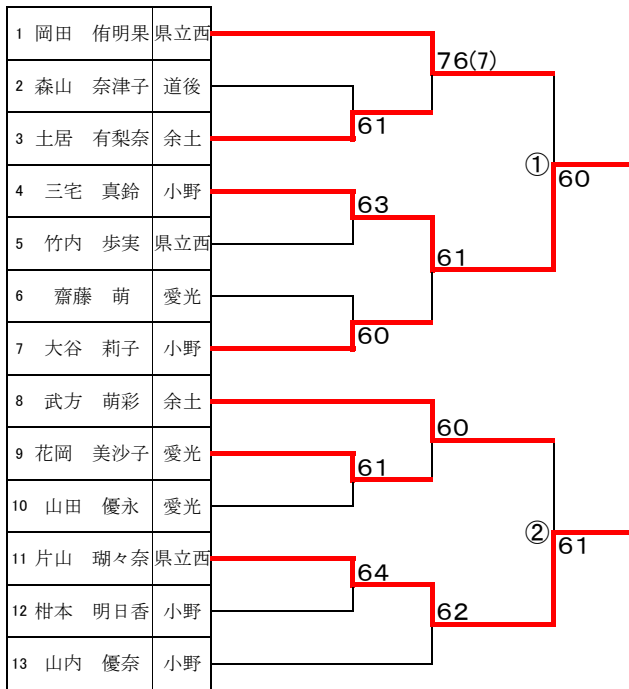 1 岡田 侑明果 県立西
2 森山 奈津子 道後
3 土居 有梨奈 余土
4 三宅 真鈴 小野
5 竹内 歩実 県立西
6 齋藤 萌 愛光
7 大谷 莉子 小野
8 武方 萌彩 余土
9 花岡 美沙子 愛光
10 山田 優永 愛光
11 片山 瑚々奈 県立西
12 柑本 明日香 小野
13 山内 優奈 小野
76(7)
61
① 60
63
61
60
60
61
② 61
64
62